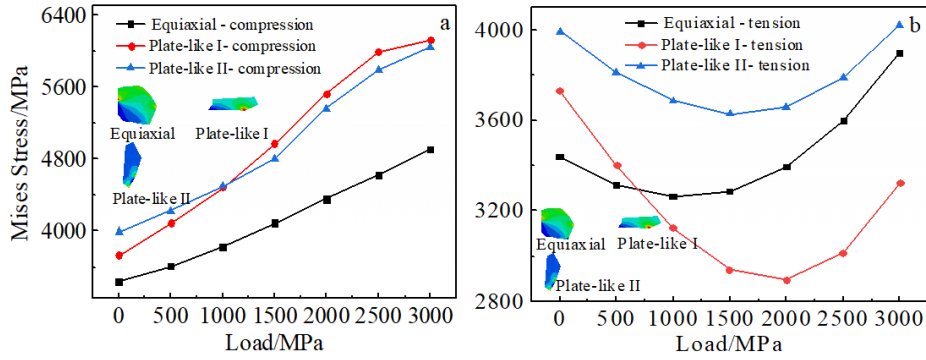 a
Equiaxial - compression
Plate-like I- compression
Plate-like II- compression
6400
5600
4800
4000
Mises Stress/MPa
Equiaxial
Plate-like I
Plate-like II
0 500 1000 1500 2000 2500 3000
Load/MPa
b
Equiaxial - tension
Plate-like I- tension
Plate-like II- tension
4000
3600
3200
2800
Equiaxial
Plate-like I
Plate-like II
0 500 1000 1500 2000 2500 3000
Load/MPa